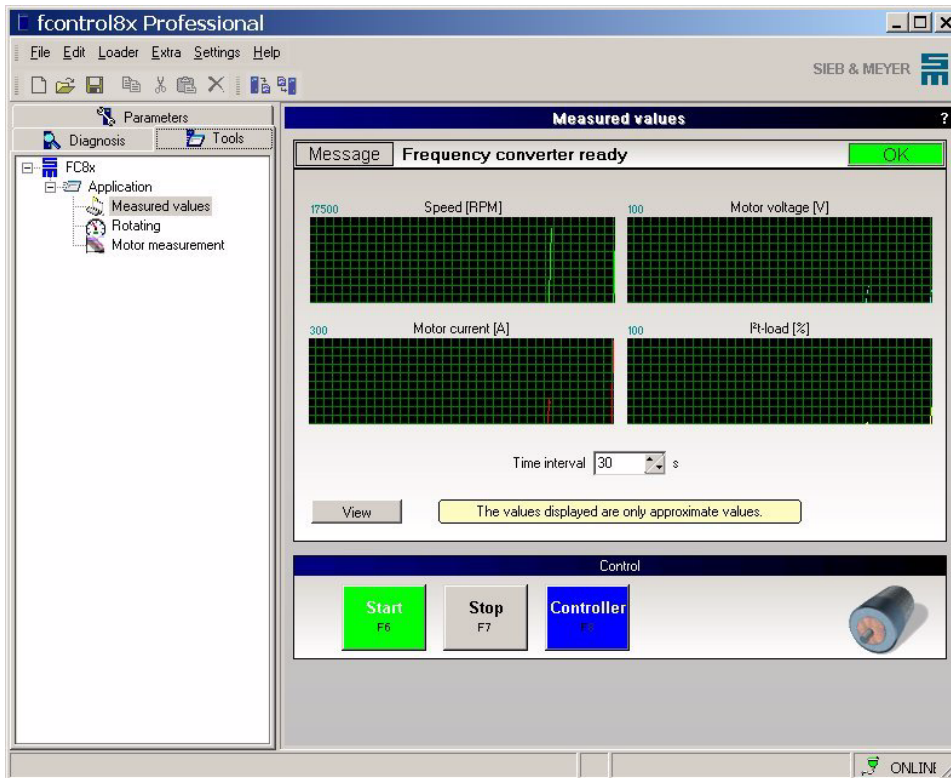 fcontrol8x Professional
File Edit Loader Extra Settings Help
SIEB & MEYER
Parameters
Diagnosis
Tools
FC8x
Application
Measured values
Rotating
Motor measurement
Measured values
?
Message
Frequency converter ready
OK
17500
Speed [RPM]
100
Motor voltage [V]
300
Motor current [A]
100
I²t-load [%]
Time interval 30 s
View
The values displayed are only approximate values.
Control
Start
F6
Stop
F7
Controller
F8
ONLINE